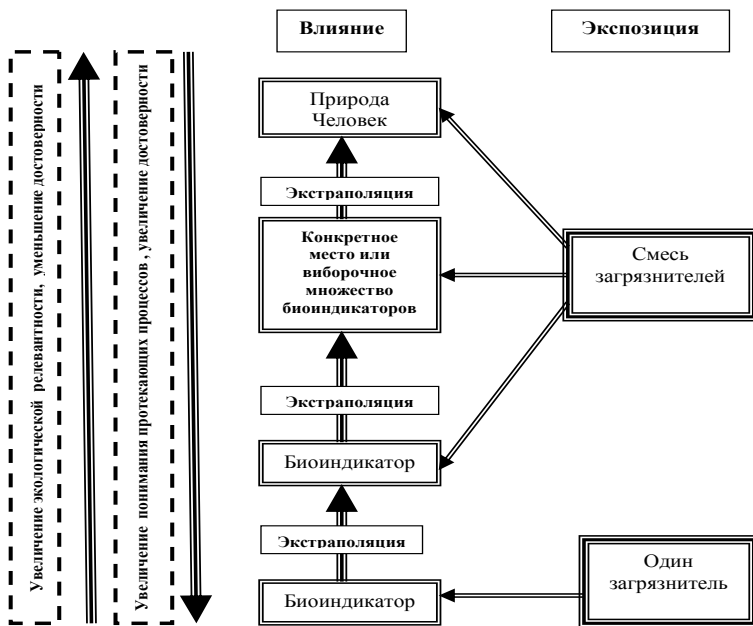 Влияние
Экспозиция
Увеличение экологической релевантности, уменьшение достоверности
Увеличение понимания протекающих процессов , увеличение достоверности
Природа
Человек
Экстраполяция
Конкретное
место или
виборочное
множество
биоиндикаторов
Смесь
загрязнителей
Экстраполяция
Биоиндикатор
Экстраполяция
Один
загрязнитель
Биоиндикатор